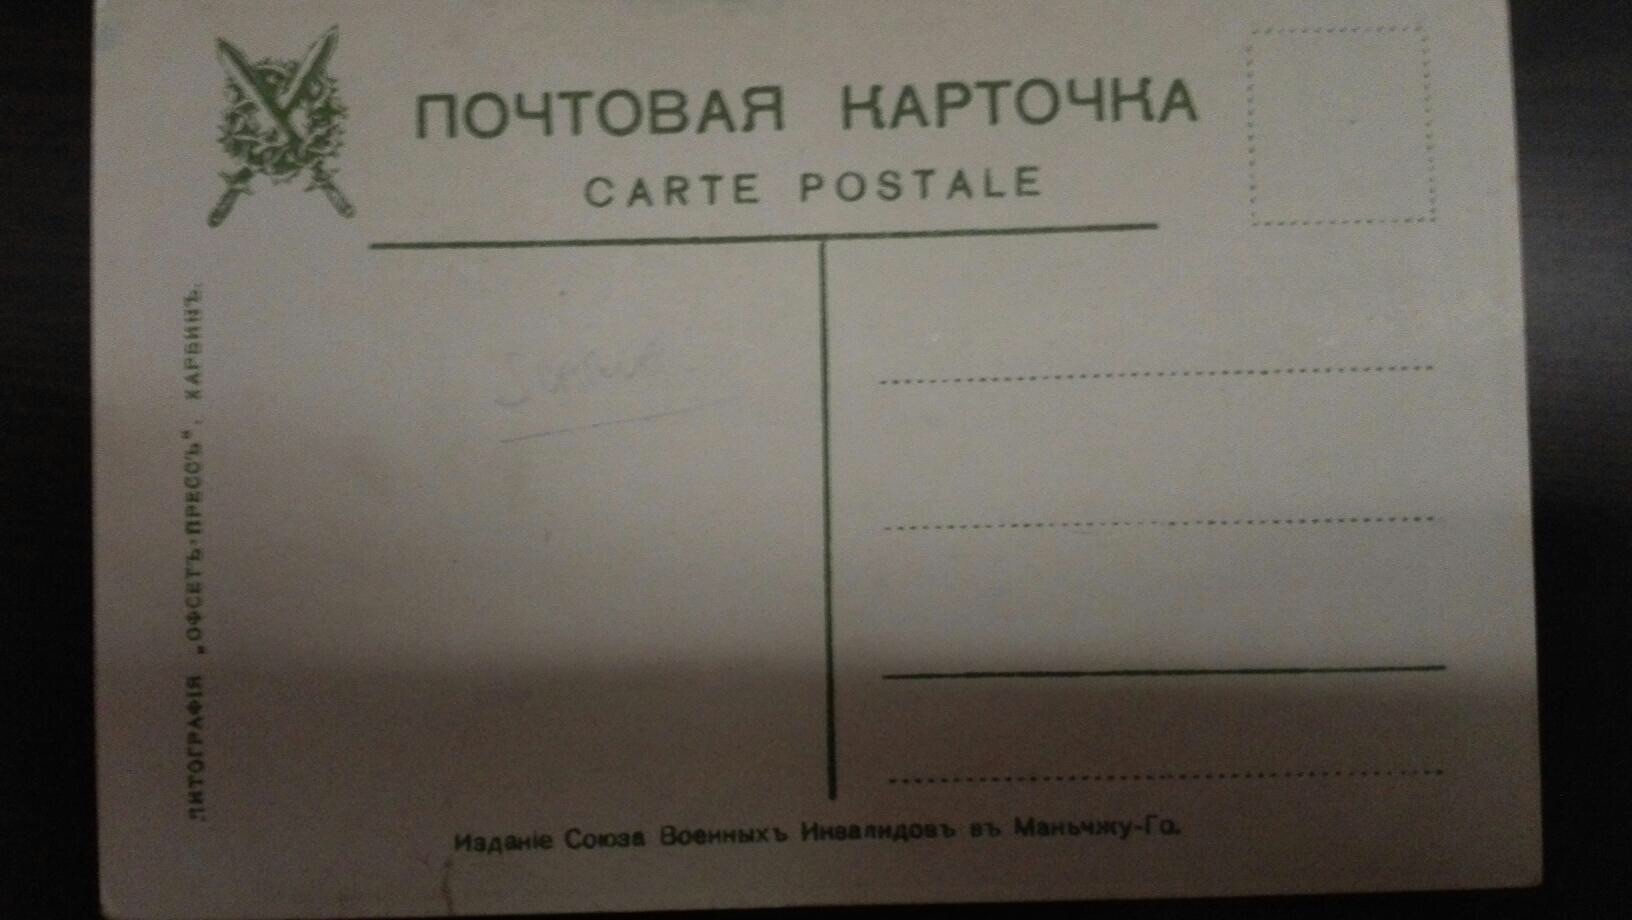 ПОЧТОВАЯ КАРТОЧКА
CARTE POSTALE
ЛИТОГРАФІЯ „ОФСЕТЪ-ПРЕССЪ“, ХАРБИНЪ.
Изданіе Союза Военныхъ Инвалидовъ въ Маньчжу-Го.